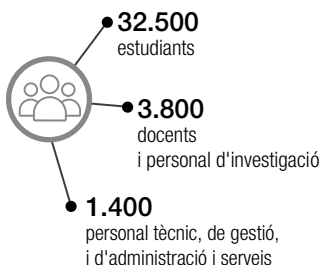 32.500
estudiants
3.800
docents
i personal d'investigació
1.400
personal tècnic, de gestió,
i d'administració i serveis